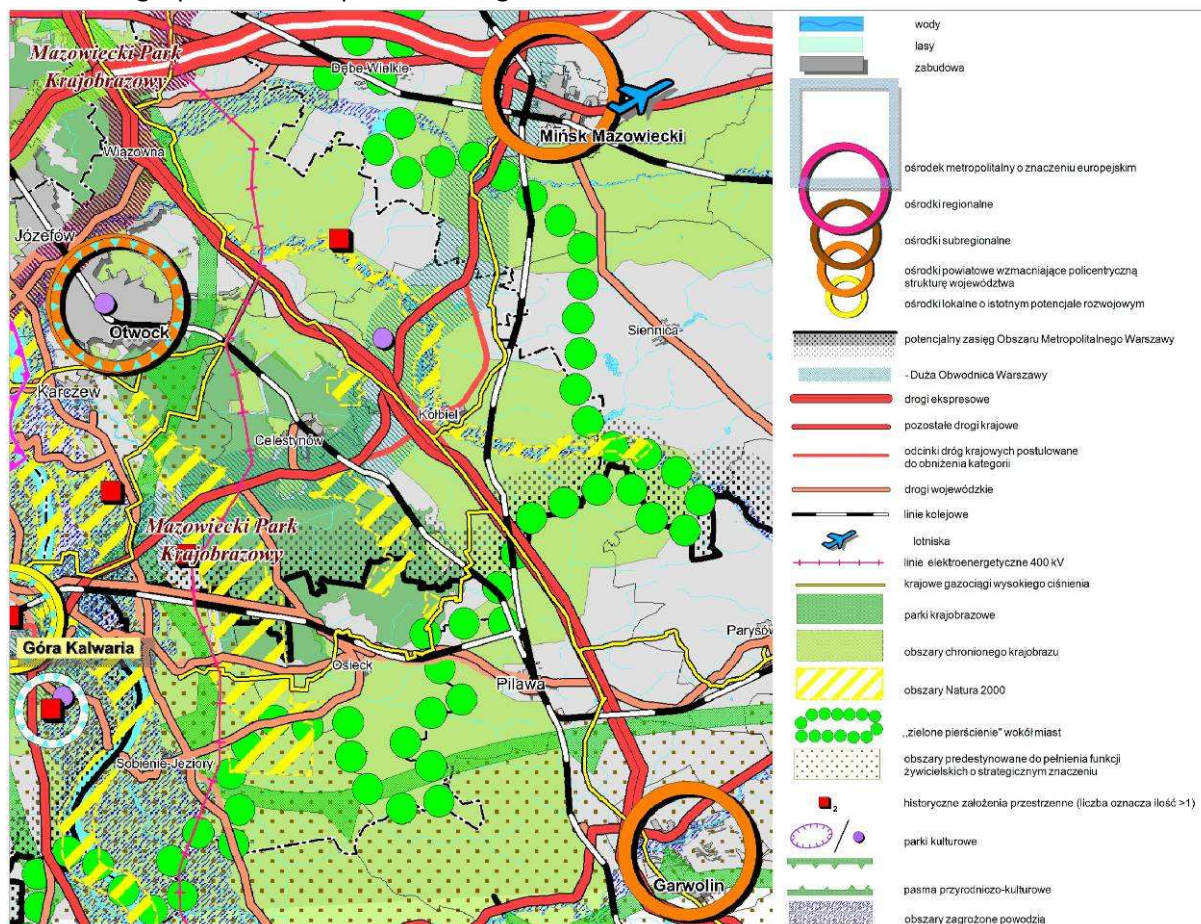 Mazowiecki Park
Krajobrazowy
Dębe Wielkie
Mińsk Mazowiecki
Wiązowna
Józefów
Otwock
Siennica
Karczew
Kołbiel
Celestynów
Mazowiecki Park
Krajobrazowy
Góra Kalwaria
Osieck
Parysów
Pilawa
Sobienie-Jeziory
Garwolin
wody
lasy
zabudowa
ośrodek metropolitalny o znaczeniu europejskim
ośrodki regionalne
ośrodki subregionalne
ośrodki powiatowe wzmacniające policentryczną
strukturę województwa
ośrodki lokalne o istotnym potencjale rozwojowym
potencjalny zasięg Obszaru Metropolitalnego Warszawy
- Duża Obwodnica Warszawy
drogi ekspresowe
pozostałe drogi krajowe
odcinki dróg krajowych postulowane
do obniżenia kategorii
drogi wojewódzkie
linie kolejowe
lotniska
linie elektroenergetyczne 400 kV
krajowe gazociągi wysokiego ciśnienia
parki krajobrazowe
obszary chronionego krajobrazu
obszary Natura 2000
„zielone pierścienie" wokół miast
obszary predestynowane do pełnienia funkcji
żywicielskich o strategicznym znaczeniu
2
historyczne założenia przestrzenne (liczba oznacza ilość >1)
parki kulturowe
pasma przyrodniczo-kulturowe
obszary zagrożone powodzią